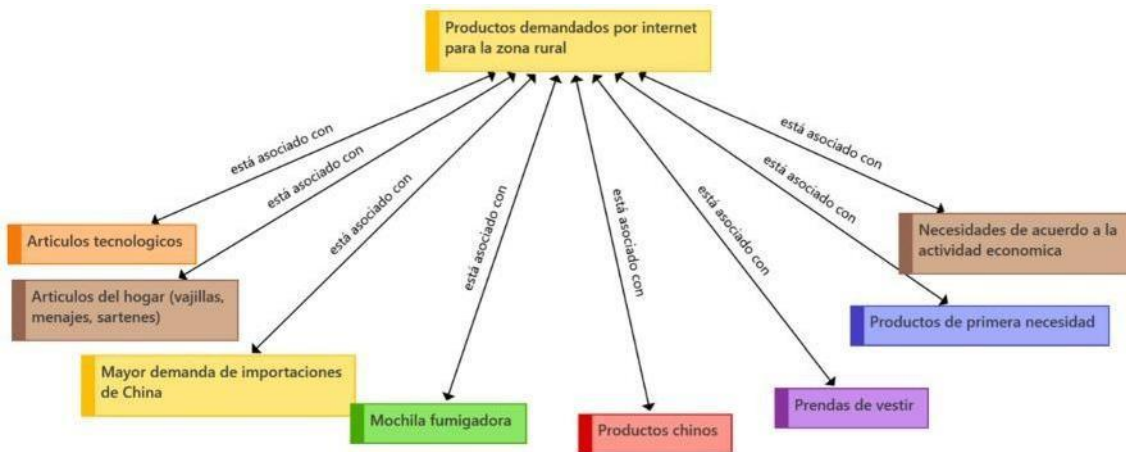 Productos demandados por internet
para la zona rural
está asociado con
está asociado con
está asociado con
está asociado con
está asociado con
está asociado con
está asociado con
está asociado con
Articulos tecnologicos
Necesidades de acuerdo a la
actividad economica
Articulos del hogar (vajillas,
menajes, sartenes)
Productos de primera necesidad
Mayor demanda de importaciones
de China
Mochila fumigadora
Productos chinos
Prendas de vestir